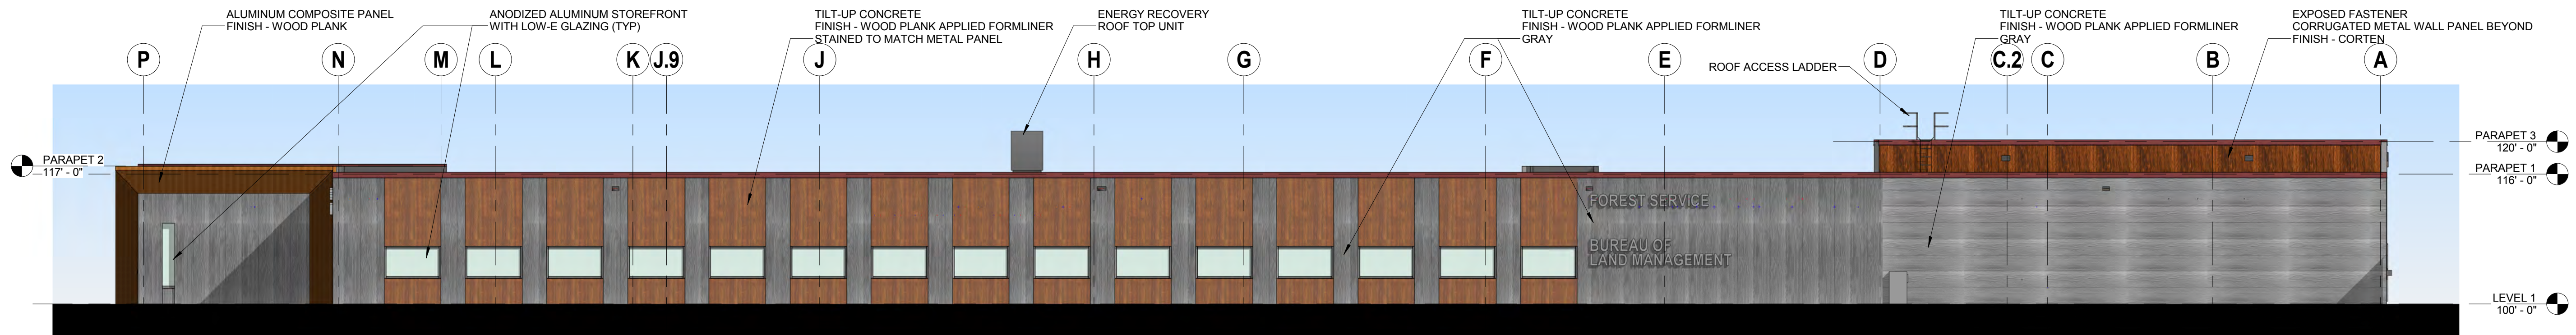 ALUMINUM COMPOSITE PANEL
FINISH - WOOD PLANK
ANODIZED ALUMINUM STOREFRONT
WITH LOW-E GLAZING (TYP)
TILT-UP CONCRETE
FINISH - WOOD PLANK APPLIED FORMLINER
STAINED TO MATCH METAL PANEL
ENERGY RECOVERY
ROOF TOP UNIT
TILT-UP CONCRETE
FINISH - WOOD PLANK APPLIED FORMLINER
GRAY
TILT-UP CONCRETE
FINISH - WOOD PLANK APPLIED FORMLINER
GRAY
EXPOSED FASTENER
CORRUGATED METAL WALL PANEL BEYOND
FINISH - CORTEN
ROOF ACCESS LADDER
P
N
M
L
K
J.9
J
H
G
F
E
D
C.2
C
B
A
PARAPET 2
117' - 0"
PARAPET 3
120' - 0"
PARAPET 1
116' - 0"
FOREST SERVICE
BUREAU OF
LAND MANAGEMENT
LEVEL 1
100' - 0"